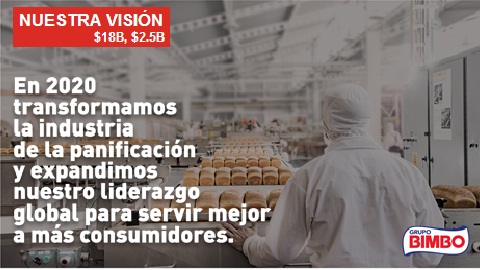 NUESTRA VISIÓN
$18B, $2.5B
En 2020
transformamos
la industria
de la panificación
y expandimos
nuestro liderazgo
global para servir mejor
a más consumidores.
GRUPO
BIMBO